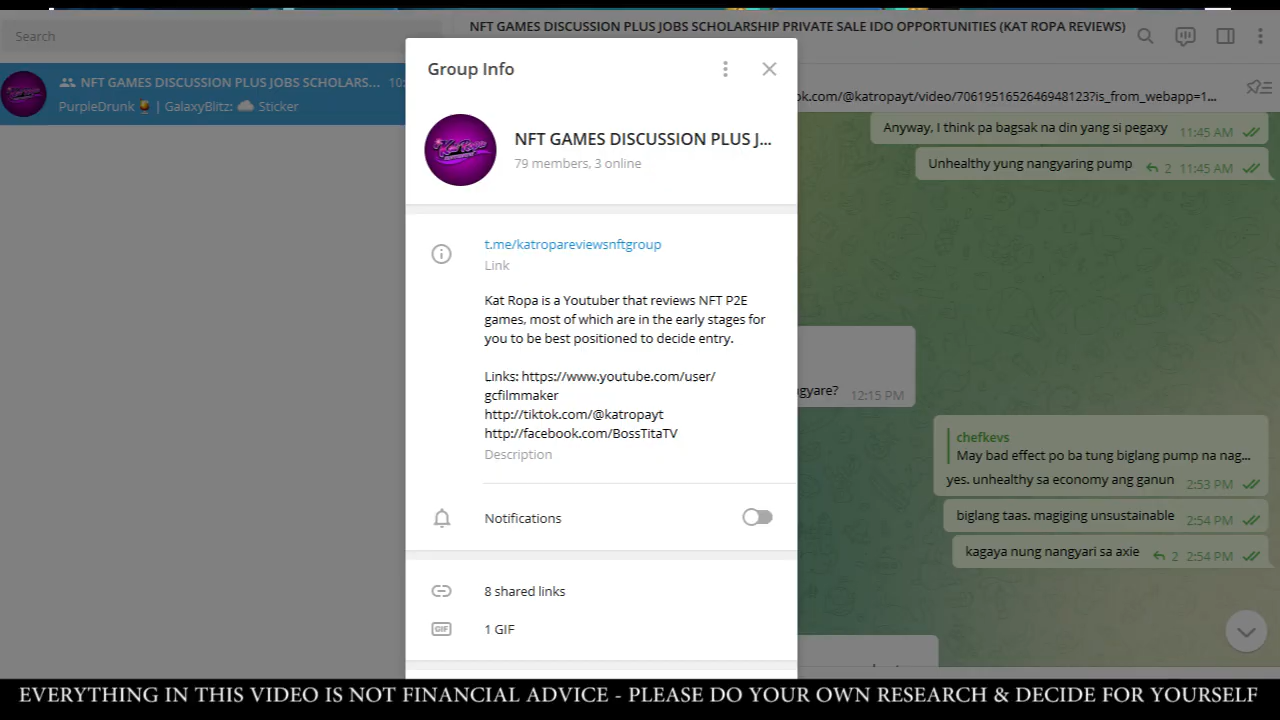 NFT GAMES DISCUSSION PLUS JOBS SCHOLARSHIP PRIVATE SALE IDO OPPORTUNITIES (KAT ROPA REVIEWS)
Search
NFT GAMES DISCUSSION PLUS JOBS SCHOLARS... 10:
PurpleDrunk | GalaxyBlitz: Sticker
Group Info
NFT GAMES DISCUSSION PLUS J...
79 members, 3 online
t.me/katropareviewsnftgroup
Link
Kat Ropa is a Youtuber that reviews NFT P2E
games, most of which are in the early stages for
you to be best positioned to decide entry.
Links: https://www.youtube.com/user/
gcfilmmaker
http://tiktok.com/@katropayt
http://facebook.com/BossTitaTV
Description
Notifications
8 shared links
GIF 1 GIF
ok.com/@katropayt/video/7061951652646948123?is_from_webapp=1...
Anyway, I think pa bagsak na din yang si pegaxy 11:45 AM
Unhealthy yung nangyaring pump 2 11:45 AM
gyare? 12:15 PM
chefkevs
May bad effect po ba tung biglang pump na nag...
yes. unhealthy sa economy ang ganun 2:53 PM
biglang taas. magiging unsustainable 2:54 PM
kagaya nung nangyari sa axie 2 2:54 PM
EVERYTHING IN THIS VIDEO IS NOT FINANCIAL ADVICE - PLEASE DO YOUR OWN RESEARCH & DECIDE FOR YOURSELF